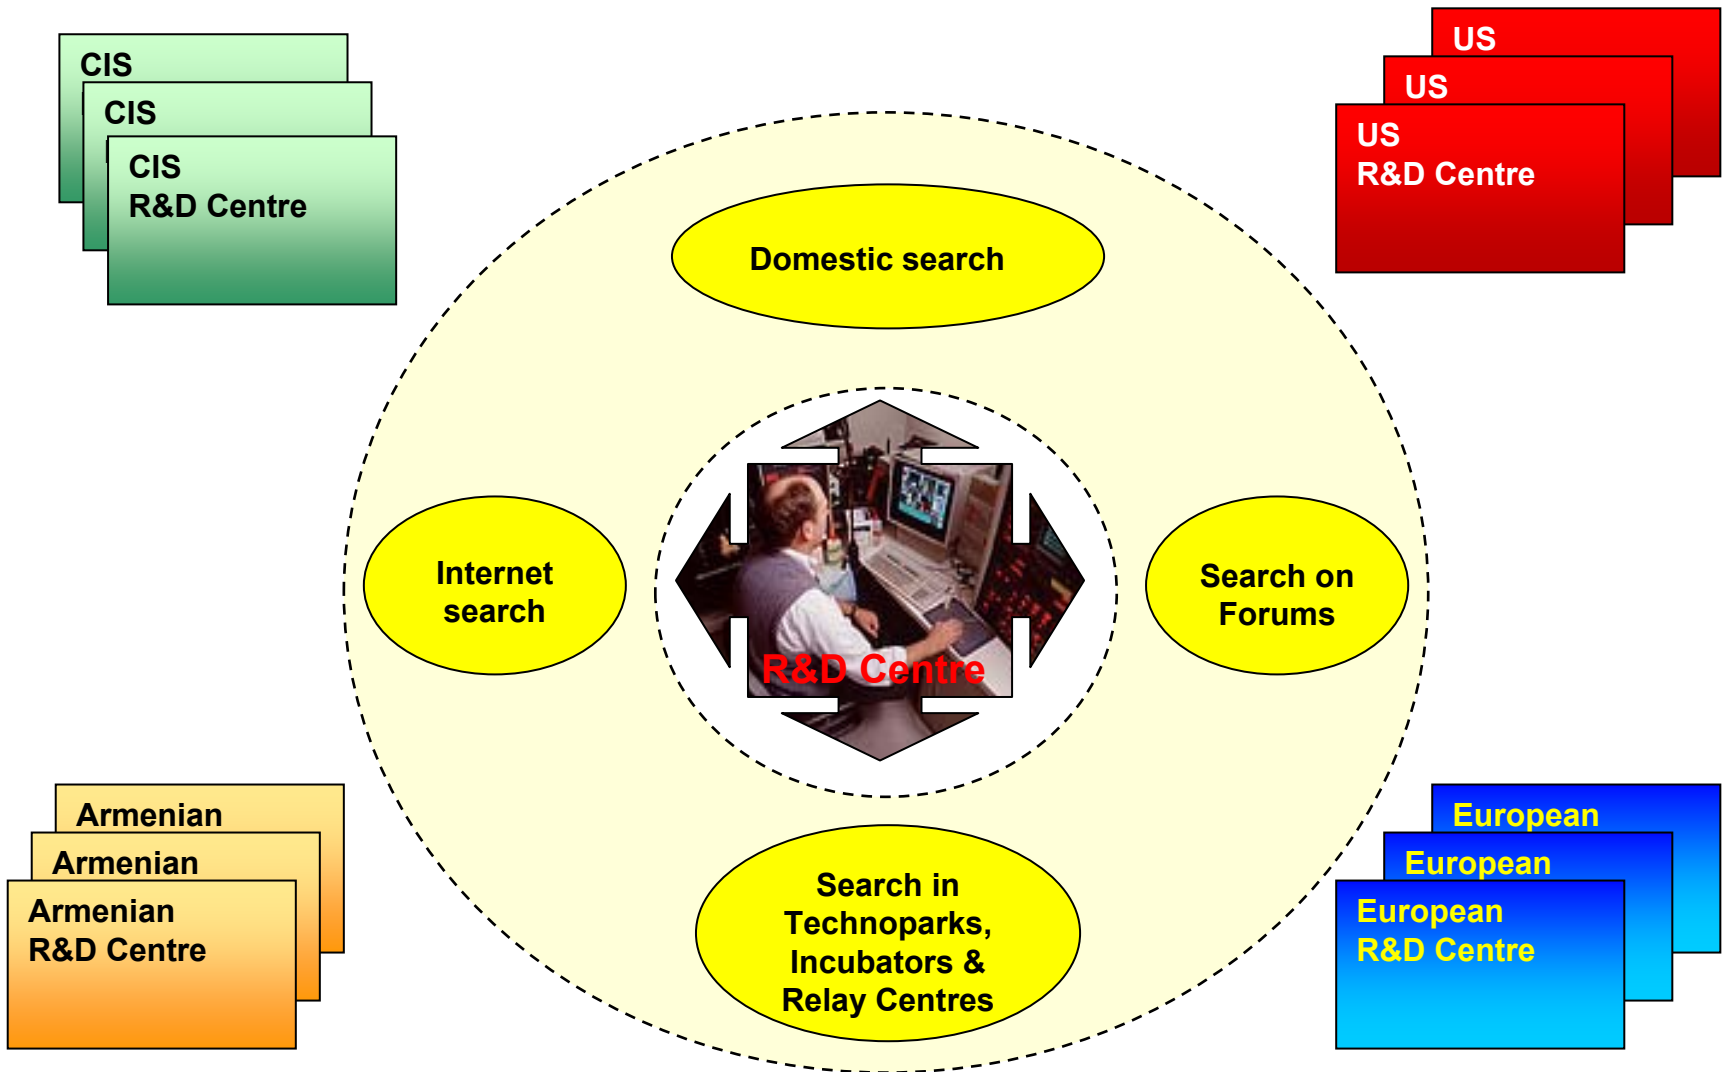 CIS
CIS
CIS
R&D Centre
US
US
US
R&D Centre
Domestic search
Internet
search
R&D Centre
Search on
Forums
Armenian
Armenian
Armenian
R&D Centre
Search in
Technoparks,
Incubators &
Relay Centres
European
European
European
R&D Centre